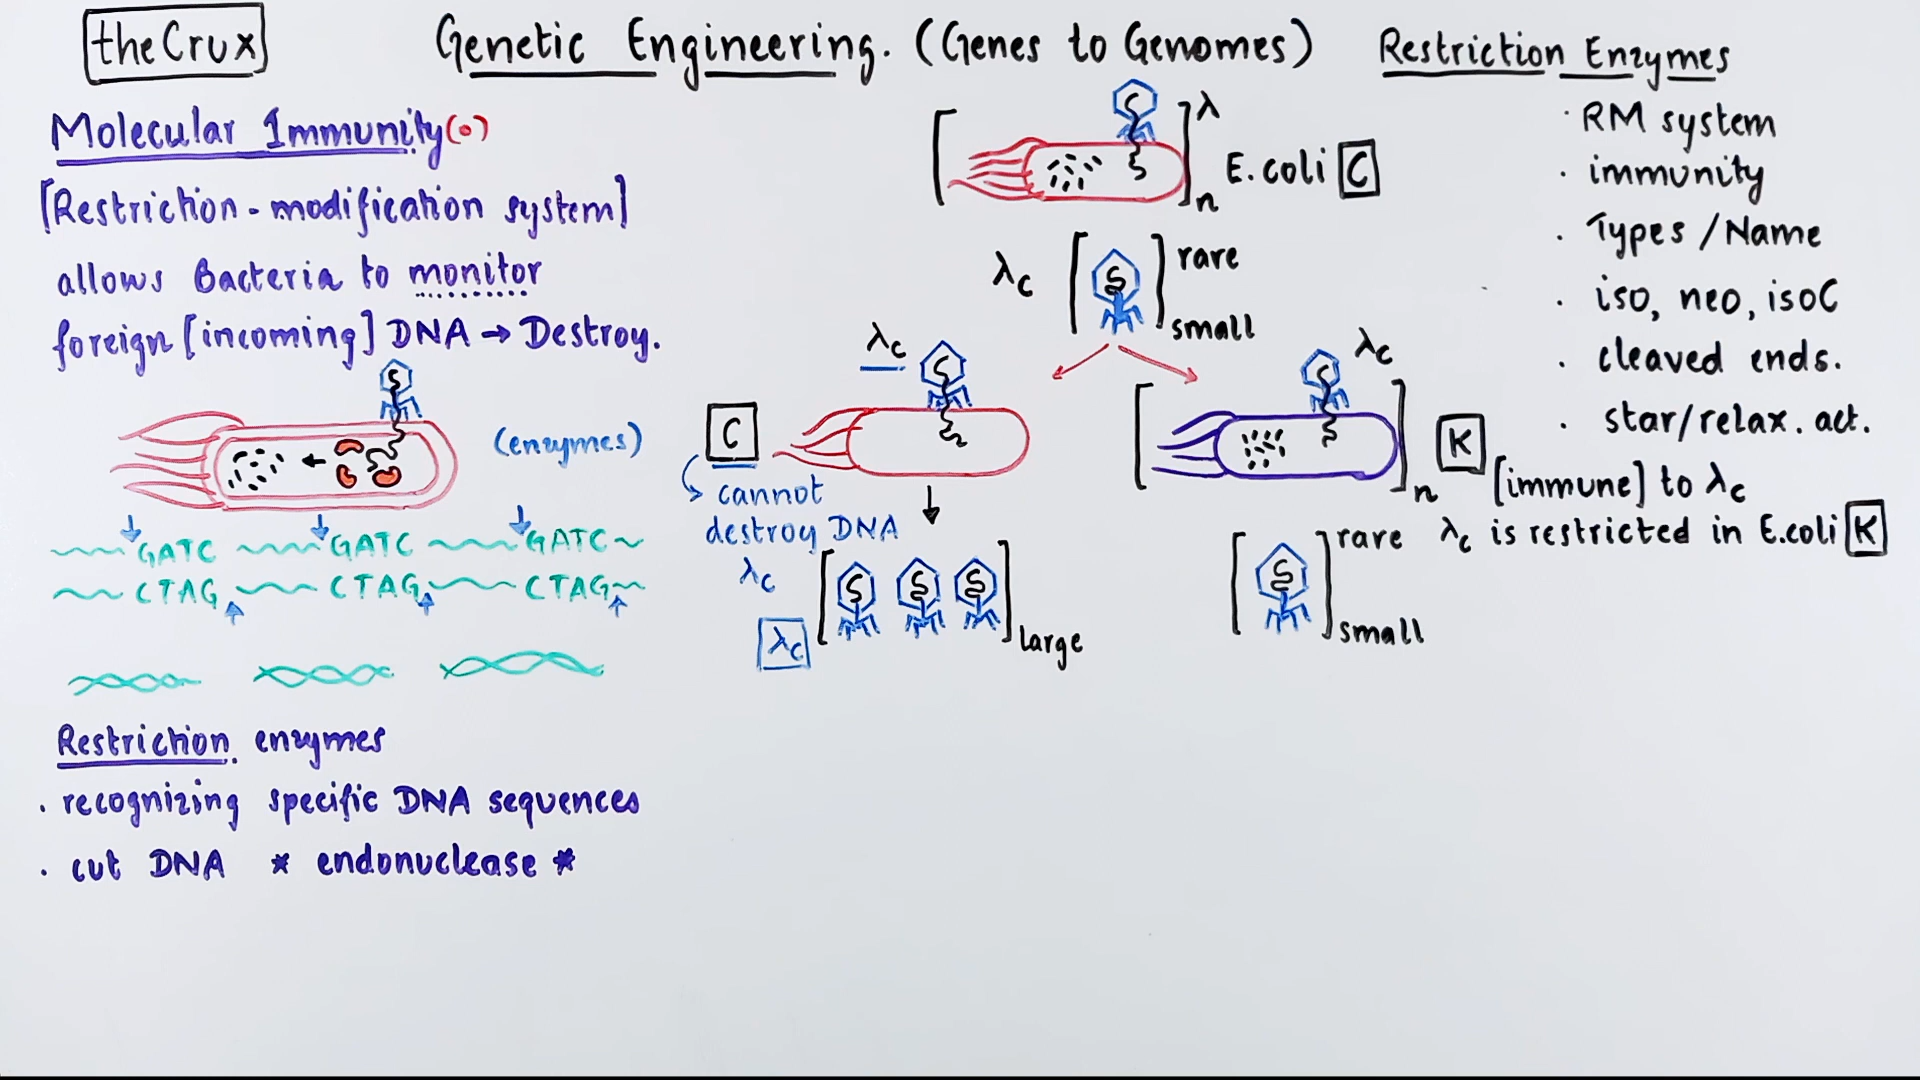 theCrux
Genetic Engineering. (Genes to Genomes)
Restriction Enzymes
Molecular Immunity(o)
[Restriction-modification system]
allows Bacteria to monitor
foreign [incoming] DNA → Destroy.
(enzymes)
GATC GATC GATC
CTAG CTAG CTAG
Restriction enzymes
. recognizing specific DNA sequences
. cut DNA * endonuclease *
λ
n
E.coli C
λc
rare
small
λc
C
cannot
destroy DNA
λc
λc
large
λc
K
n
[immune] to λc
λc is restricted in E.coli K
rare
small
· RM system
· immunity
· Types / Name
· iso, neo, isoC
· cleaved ends.
· star/relax. act.